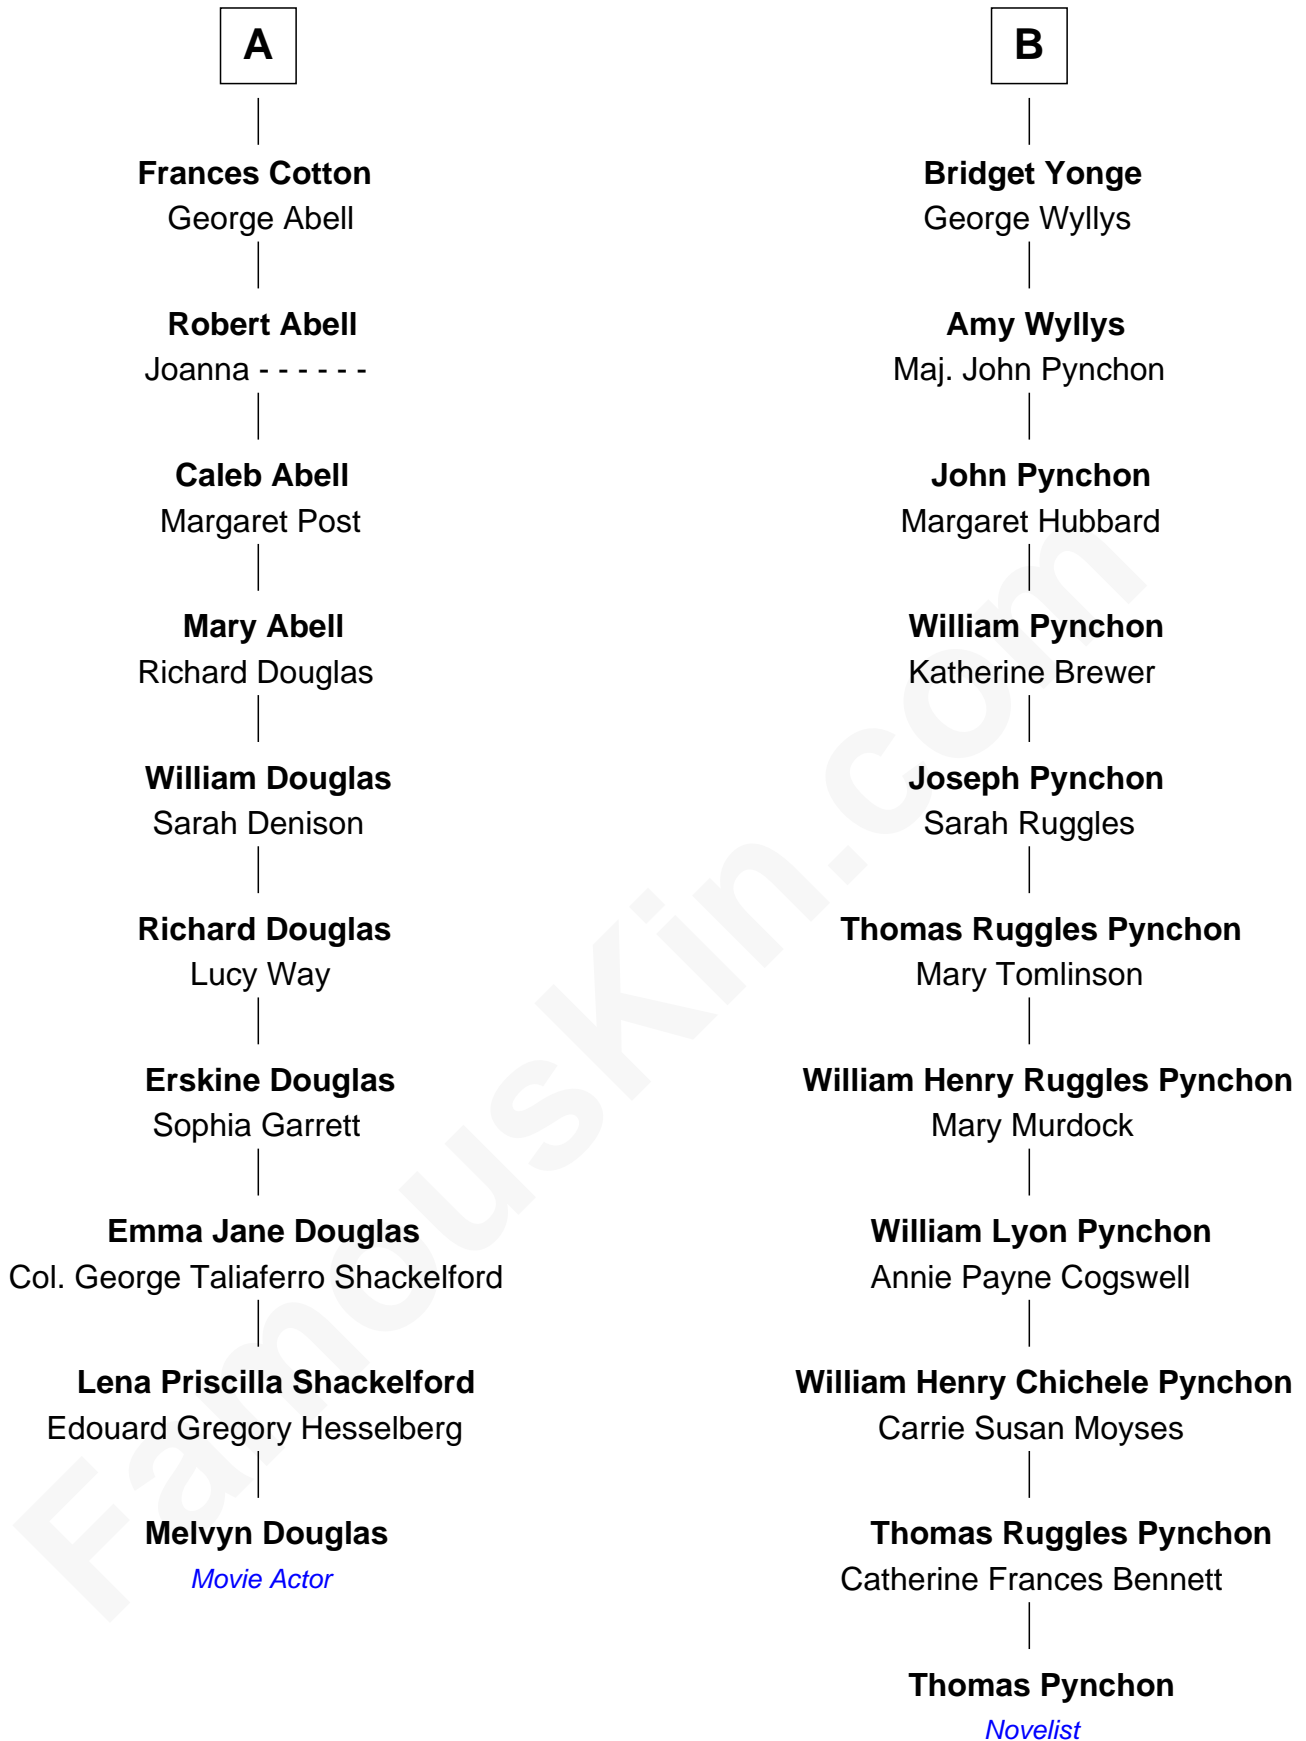 A
Frances Cotton
George Abell
Robert Abell
Joanna - - - - - -
Caleb Abell
Margaret Post
Mary Abell
Richard Douglas
William Douglas
Sarah Denison
Richard Douglas
Lucy Way
Erskine Douglas
Sophia Garrett
Emma Jane Douglas
Col. George Taliaferro Shackelford
Lena Priscilla Shackelford
Edouard Gregory Hesselberg
Melvyn Douglas
Movie Actor
B
Bridget Yonge
George Wyllys
Amy Wyllys
Maj. John Pynchon
John Pynchon
Margaret Hubbard
William Pynchon
Katherine Brewer
Joseph Pynchon
Sarah Ruggles
Thomas Ruggles Pynchon
Mary Tomlinson
William Henry Ruggles Pynchon
Mary Murdock
William Lyon Pynchon
Annie Payne Cogswell
William Henry Chichele Pynchon
Carrie Susan Moyses
Thomas Ruggles Pynchon
Catherine Frances Bennett
Thomas Pynchon
Novelist
FamousKin.com